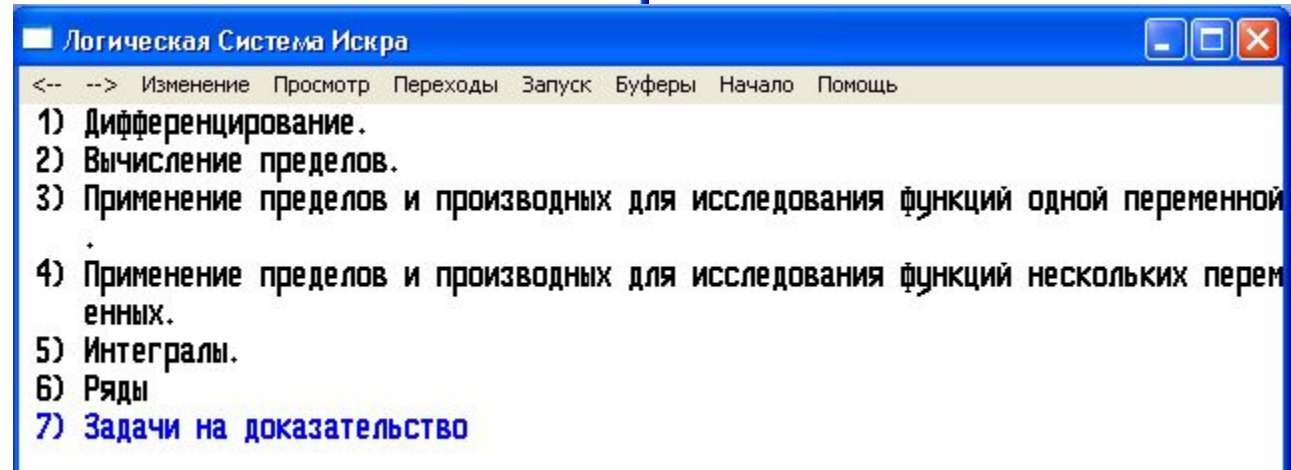 Логическая Система Искра
<-- --> Изменение Просмотр Переходы Запуск Буферы Начало Помощь
1) Дифференцирование.
2) Вычисление пределов.
3) Применение пределов и производных для исследования функций одной переменной
.
4) Применение пределов и производных для исследования функций нескольких перем
енных.
5) Интегралы.
6) Ряды
7) Задачи на доказательство